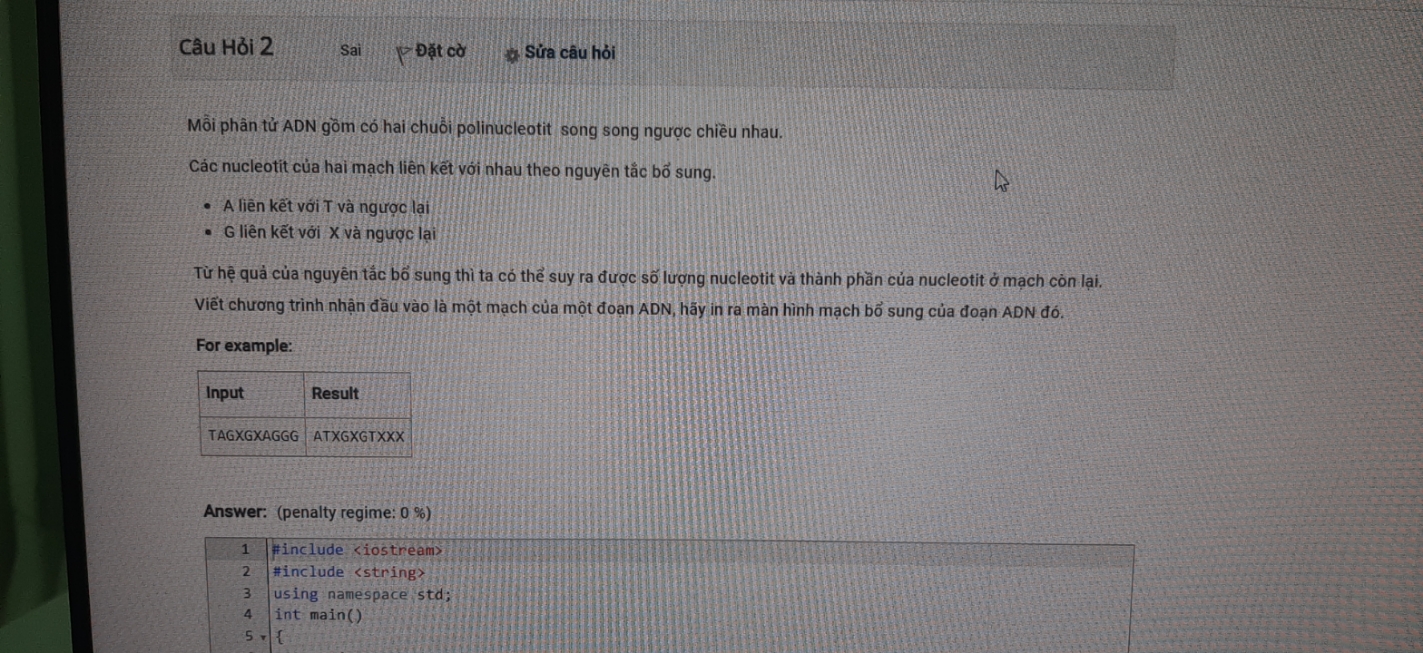 Câu Hỏi 2 Sai Đặt cờ Sửa câu hỏi
Mỗi phân tử ADN gồm có hai chuỗi polinucleotit song song ngược chiều nhau.
Các nucleotit của hai mạch liên kết với nhau theo nguyên tắc bổ sung.
• A liên kết với T và ngược lại
• G liên kết với X và ngược lại
Từ hệ quả của nguyên tắc bổ sung thì ta có thể suy ra được số lượng nucleotit và thành phần của nucleotit ở mạch còn lại.
Viết chương trình nhận đầu vào là một mạch của một đoạn ADN, hãy in ra màn hình mạch bổ sung của đoạn ADN đó.
For example:
Input Result
TAGXGXAGGG ATXGXGTXXX
Answer: (penalty regime: 0 %)
1 #include <iostream>
2 #include <string>
3 using namespace std;
4 int main()
5 {